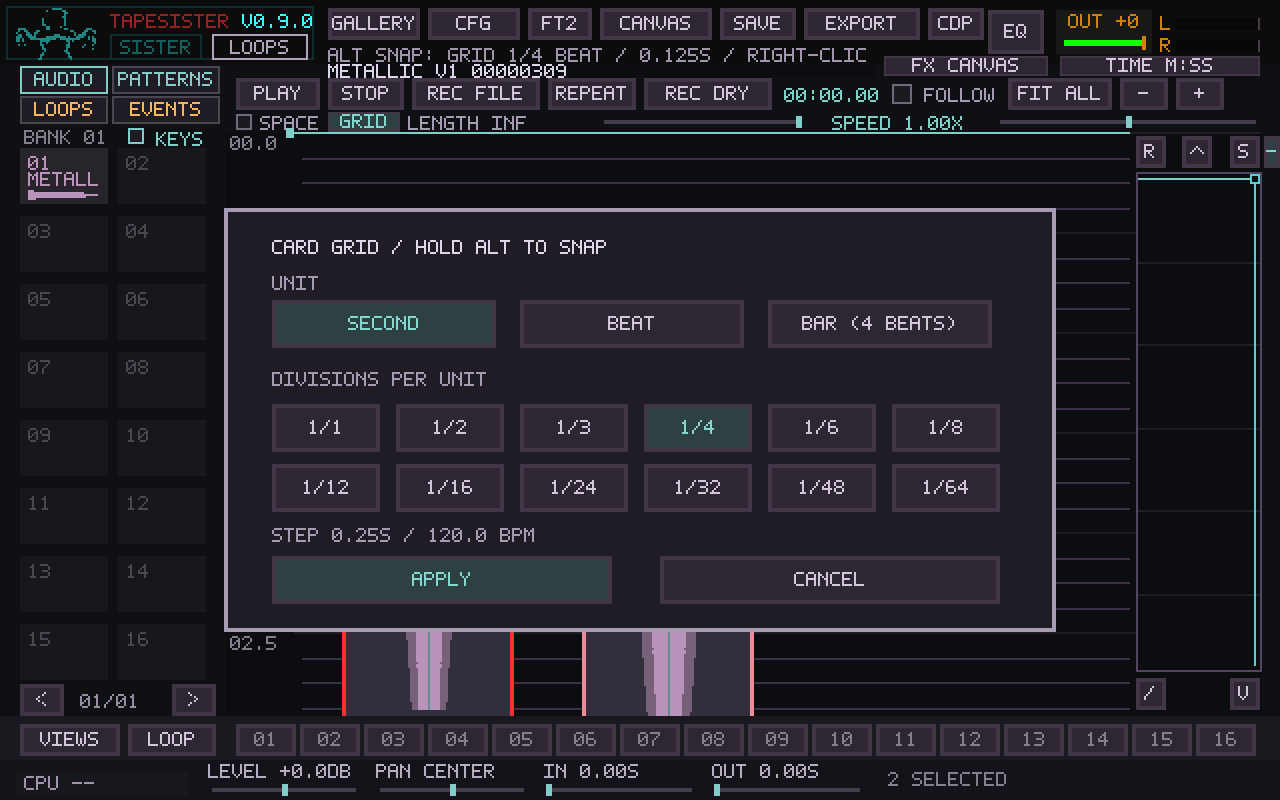 TAPESISTER V0.9.0
SISTER LOOPS
GALLERY CFG FT2 CANVAS SAVE EXPORT CDP EQ OUT +0 L
R
ALT SNAP: GRID 1/4 BEAT / 0.125S / RIGHT-CLIC
METALLIC V1 00000309
FX CANVAS TIME M:SS
AUDIO PATTERNS
LOOPS EVENTS
PLAY STOP REC FILE REPEAT REC DRY 00:00.00 FOLLOW FIT ALL - +
SPACE GRID LENGTH INF SPEED 1.00X
BANK 01 KEYS
00.0
R ^ S -
01 METALL 02
03 04
05 06
07 08
09 10
11 12
13 14
15 16
CARD GRID / HOLD ALT TO SNAP
UNIT
SECOND BEAT BAR (4 BEATS)
DIVISIONS PER UNIT
1/1 1/2 1/3 1/4 1/6 1/8
1/12 1/16 1/24 1/32 1/48 1/64
STEP 0.25S / 120.0 BPM
APPLY CANCEL
02.5
< 01/01 >
/ V
VIEWS LOOP 01 02 03 04 05 06 07 08 09 10 11 12 13 14 15 16
CPU -- LEVEL +0.0DB PAN CENTER IN 0.00S OUT 0.00S 2 SELECTED